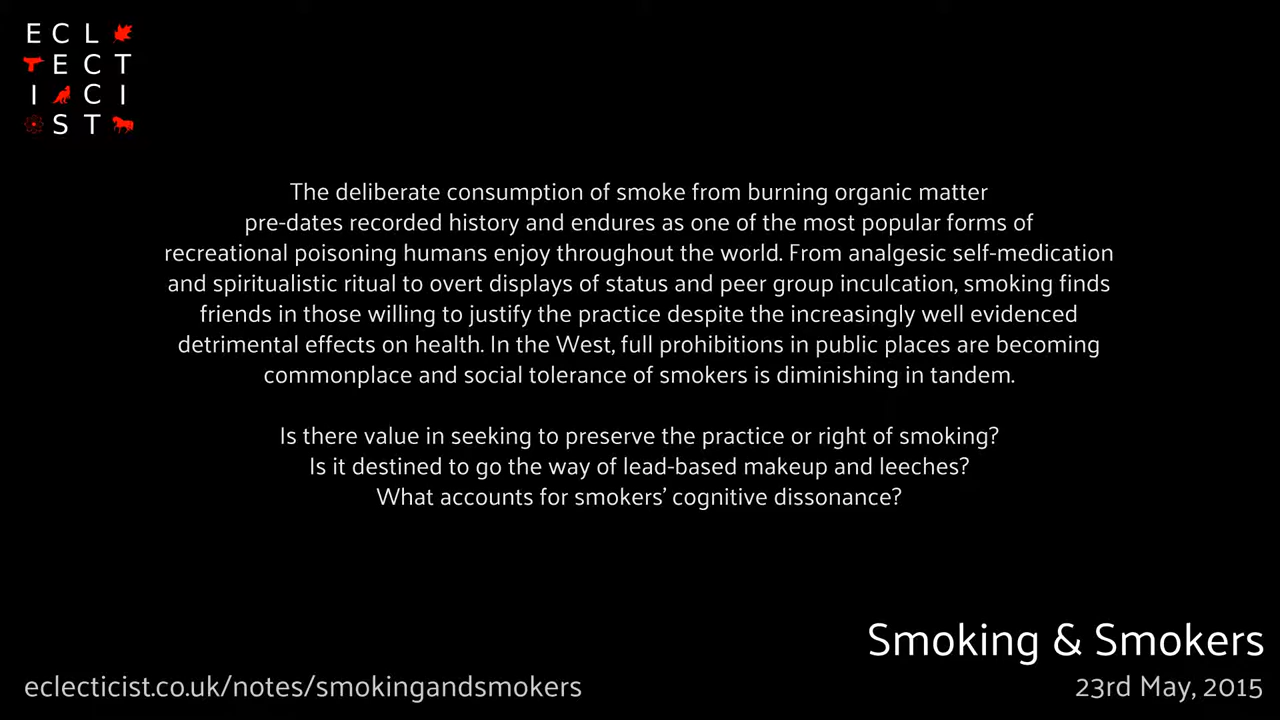 ECL
ECT
I CI
ST
The deliberate consumption of smoke from burning organic matter
pre-dates recorded history and endures as one of the most popular forms of
recreational poisoning humans enjoy throughout the world. From analgesic self-medication
and spiritualistic ritual to overt displays of status and peer group inculcation, smoking finds
friends in those willing to justify the practice despite the increasingly well evidenced
detrimental effects on health. In the West, full prohibitions in public places are becoming
commonplace and social tolerance of smokers is diminishing in tandem.
Is there value in seeking to preserve the practice or right of smoking?
Is it destined to go the way of lead-based makeup and leeches?
What accounts for smokers’ cognitive dissonance?
Smoking & Smokers
eclecticist.co.uk/notes/smokingandsmokers
23rd May, 2015